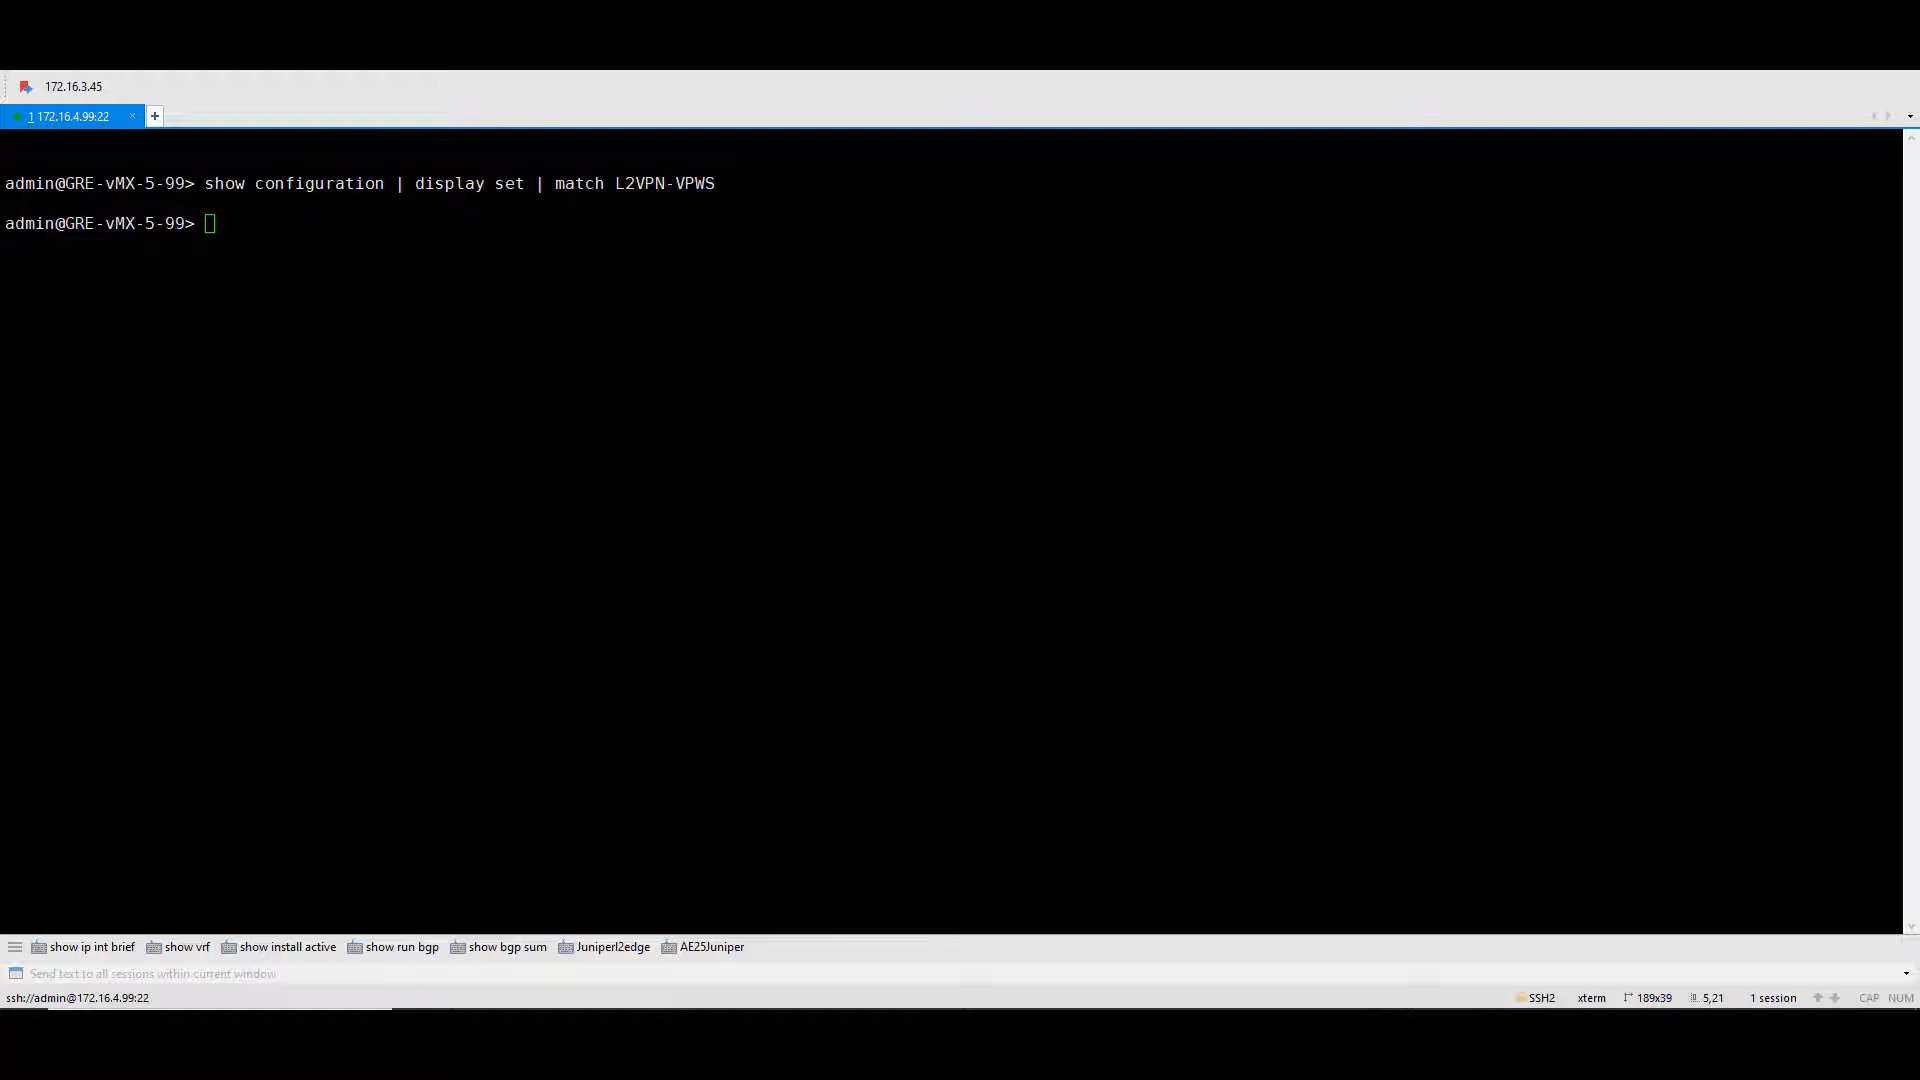 172.16.3.45
1 172.16.4.99:22 × +
admin@GRE-vMX-5-99> show configuration | display set | match L2VPN-VPWS
admin@GRE-vMX-5-99>
show ip int brief show vrf show install active show run bgp show bgp sum Juniperl2edge AE25Juniper
Send text to all sessions within current window
ssh://admin@172.16.4.99:22 SSH2 xterm 189x39 5,21 1 session CAP NUM